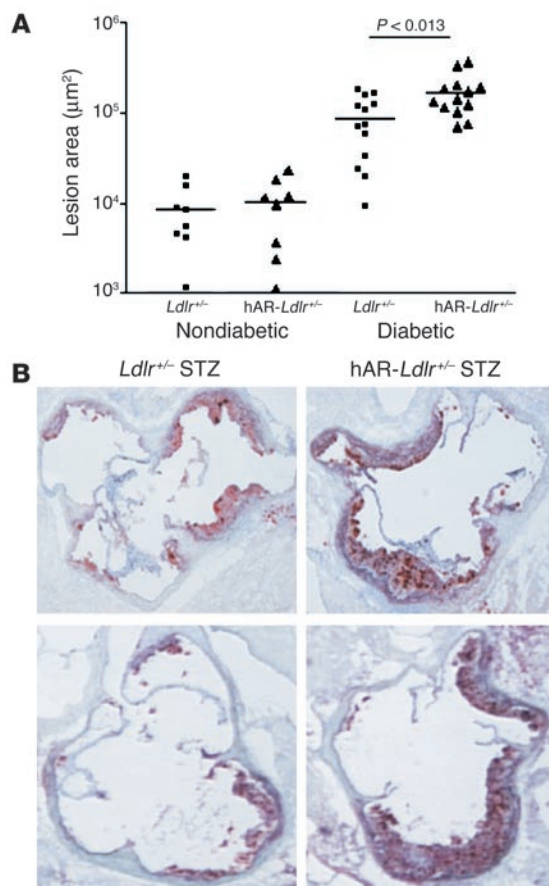 A
P < 0.013
Lesion area (μm²)
10⁶
10⁵
10⁴
10³
Ldlr⁺/⁻ hAR-Ldlr⁺/⁻ Ldlr⁺/⁻ hAR-Ldlr⁺/⁻
Nondiabetic Diabetic
B
Ldlr⁺/⁻ STZ hAR-Ldlr⁺/⁻ STZ